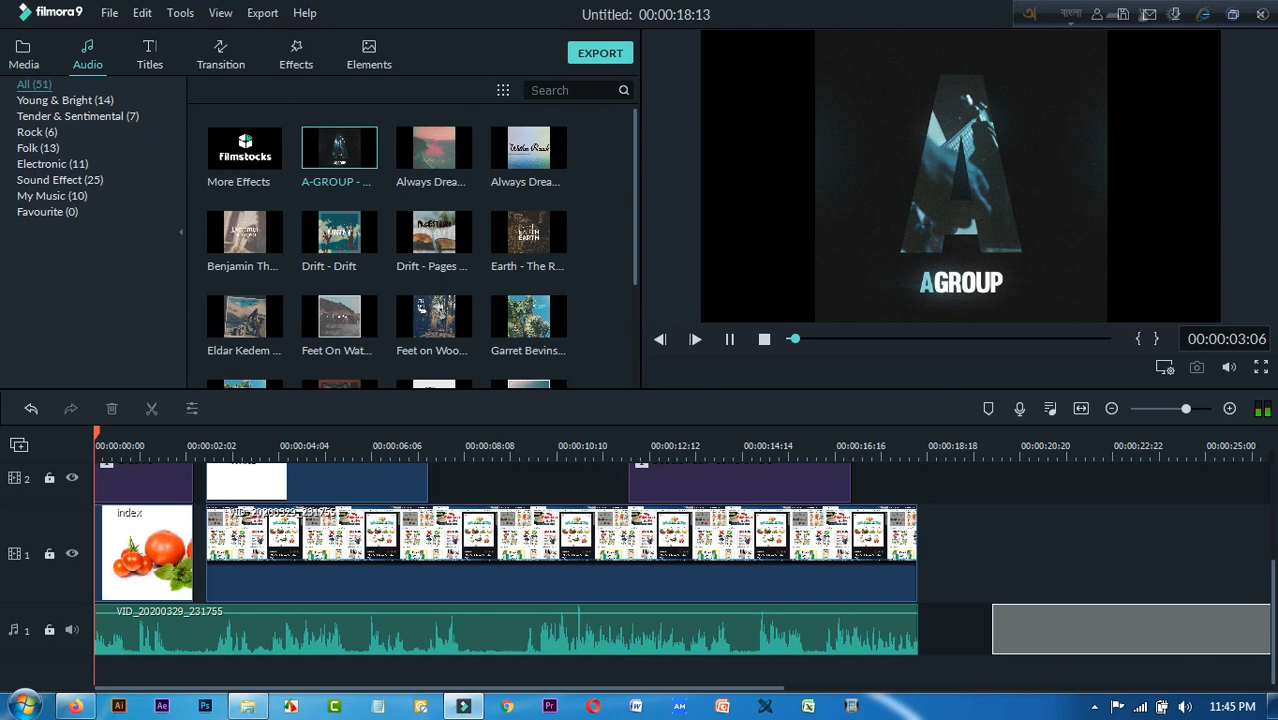 filmora9 File Edit Tools View Export Help Untitled: 00:00:18:13 বাংলা
Media Audio Titles Transition Effects Elements EXPORT
All (51)
Young & Bright (14)
Tender & Sentimental (7)
Rock (6)
Folk (13)
Electronic (11)
Sound Effect (25)
My Music (10)
Favourite (0)
Search
Filmstocks
More Effects A-GROUP - ... Always Drea... Always Drea...
EARTH
Benjamin Th... Drift - Drift Drift - Pages ... Earth - The R...
Eldar Kedem ... Feet On Wat... Feet on Woo... Garret Bevins...
A
AGROUP
00:00:03:06
00:00:00:00 00:00:02:02 00:00:04:04 00:00:06:06 00:00:08:08 00:00:10:10 00:00:12:12 00:00:14:14 00:00:16:16 00:00:18:18 00:00:20:20 00:00:22:22 00:00:25:00
2
index VID_20200329_231755
1
VID_20200329_231755
1
Ai Ae Ps C Pr W AM
11:45 PM